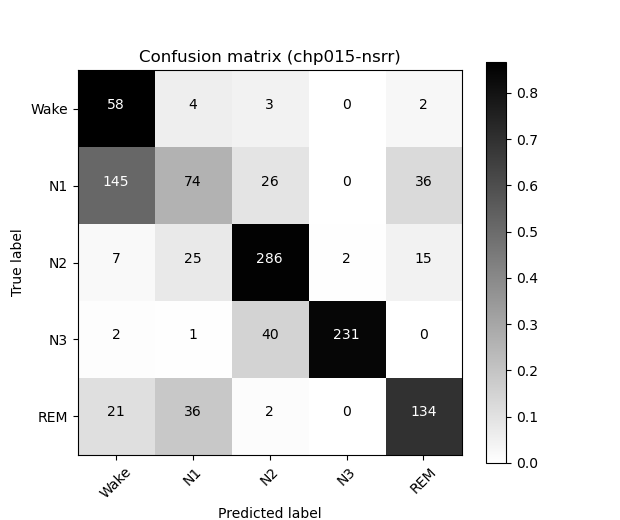 Confusion matrix (chp015-nsrr)
True label
Wake 58 4 3 0 2
N1 145 74 26 0 36
N2 7 25 286 2 15
N3 2 1 40 231 0
REM 21 36 2 0 134
Wake N1 N2 N3 REM
Predicted label
0.8
0.7
0.6
0.5
0.4
0.3
0.2
0.1
0.0